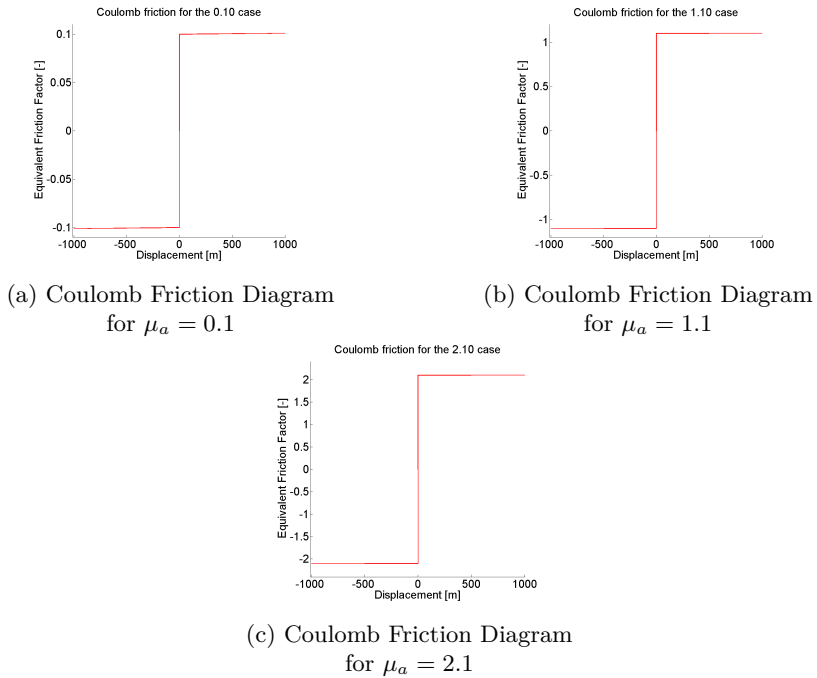 Coulomb friction for the 0.10 case
Equivalent Friction Factor [-]
0.1
0.05
0
-0.05
-0.1
-1000 -500 0 500 1000
Displacement [m]
(a) Coulomb Friction Diagram
for μₐ = 0.1
Coulomb friction for the 1.10 case
Equivalent Friction Factor [-]
1
0.5
0
-0.5
-1
-1000 -500 0 500 1000
Displacement [m]
(b) Coulomb Friction Diagram
for μₐ = 1.1
Coulomb friction for the 2.10 case
Equivalent Friction Factor [-]
2
1.5
1
0.5
0
-0.5
-1
-1.5
-2
-1000 -500 0 500 1000
Displacement [m]
(c) Coulomb Friction Diagram
for μₐ = 2.1